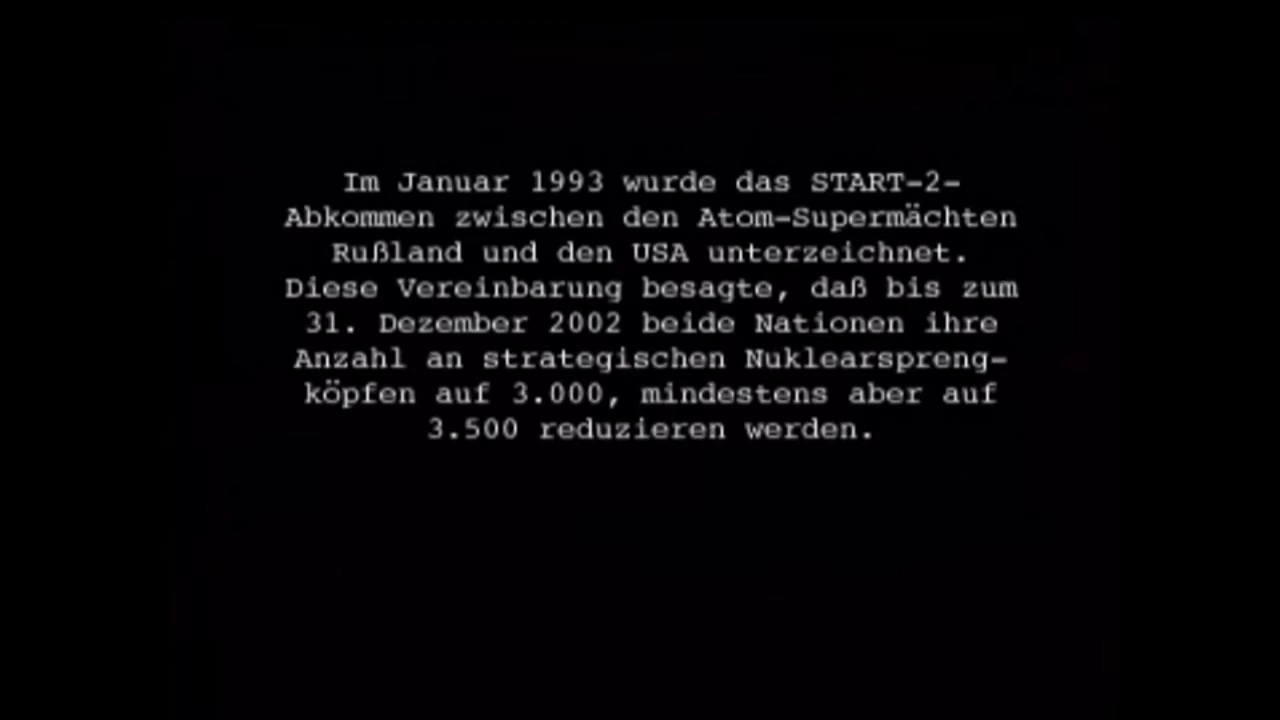 Im Januar 1993 wurde das START-2-
Abkommen zwischen den Atom-Supermächten
Rußland und den USA unterzeichnet.
Diese Vereinbarung besagte, daß bis zum
31. Dezember 2002 beide Nationen ihre
Anzahl an strategischen Nuklearspreng-
köpfen auf 3.000, mindestens aber auf
3.500 reduzieren werden.